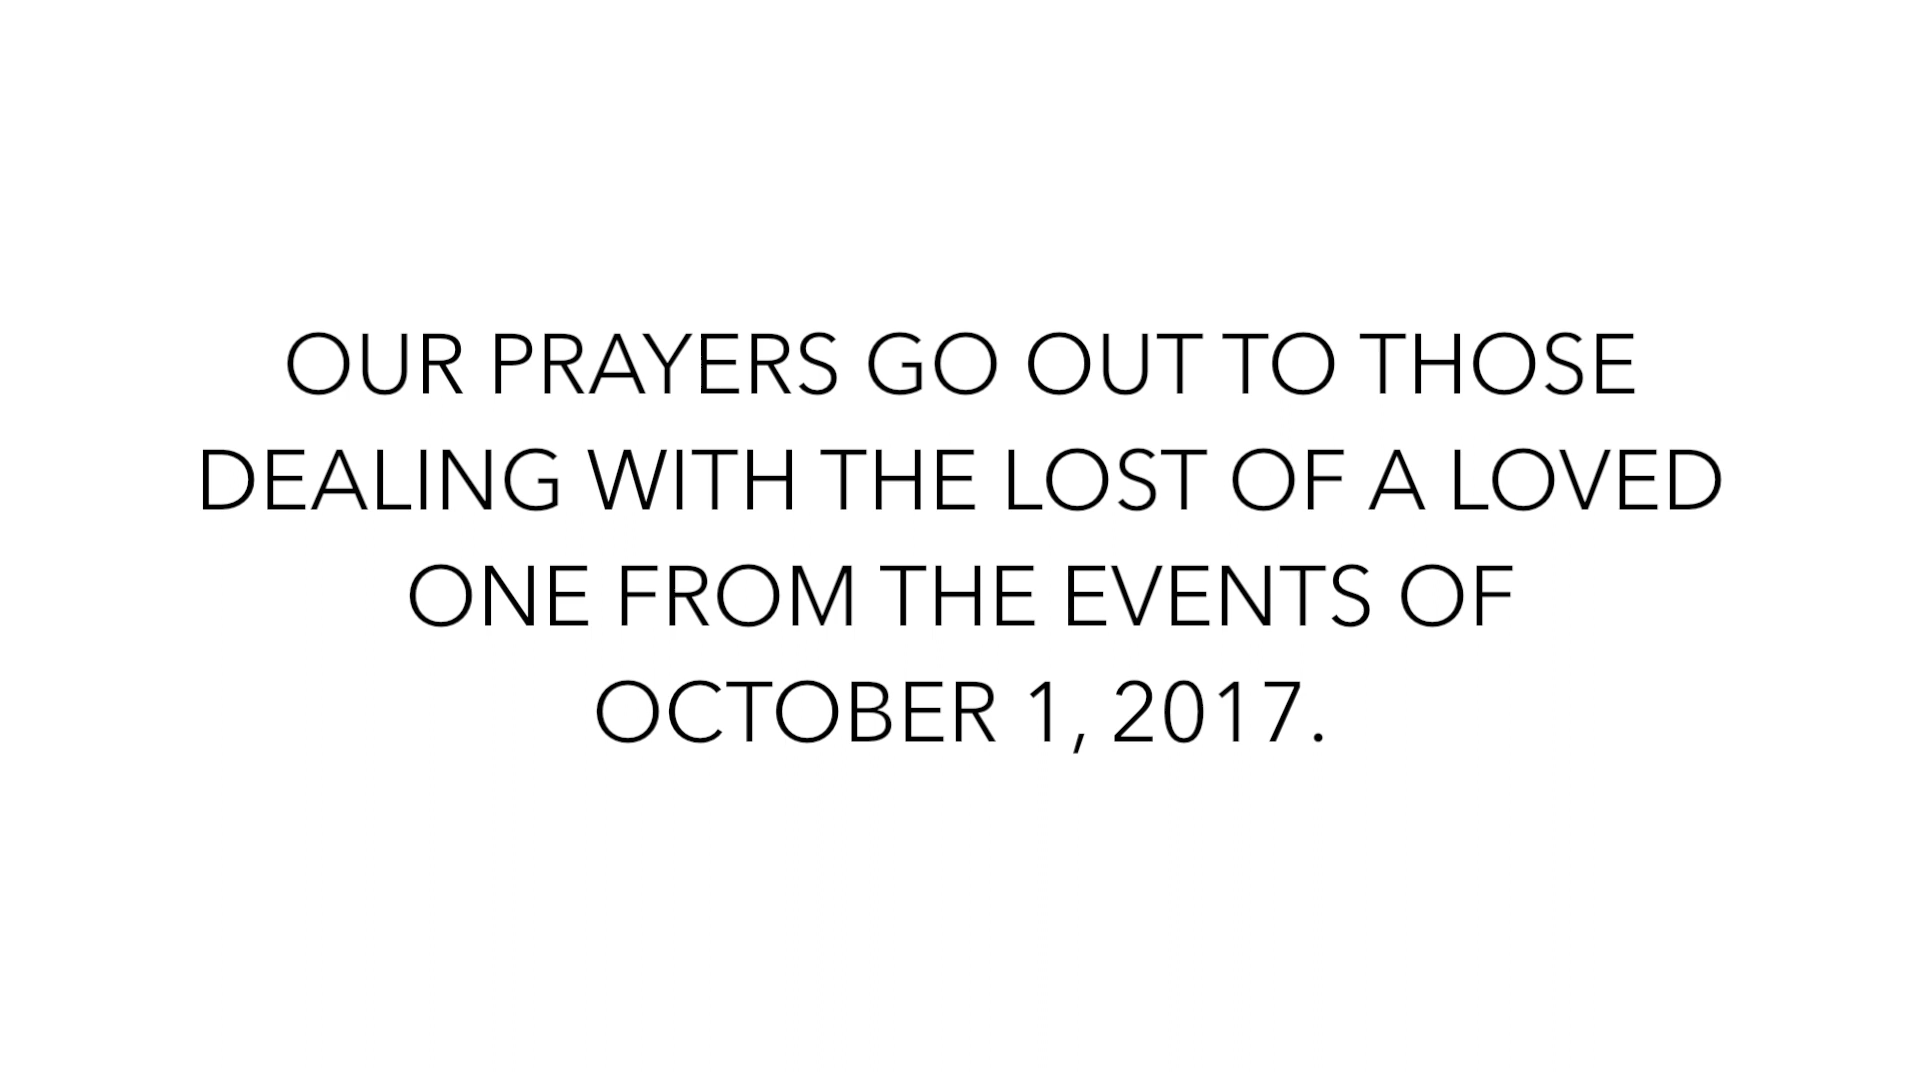 OUR PRAYERS GO OUT TO THOSE
DEALING WITH THE LOST OF A LOVED
ONE FROM THE EVENTS OF
OCTOBER 1, 2017.